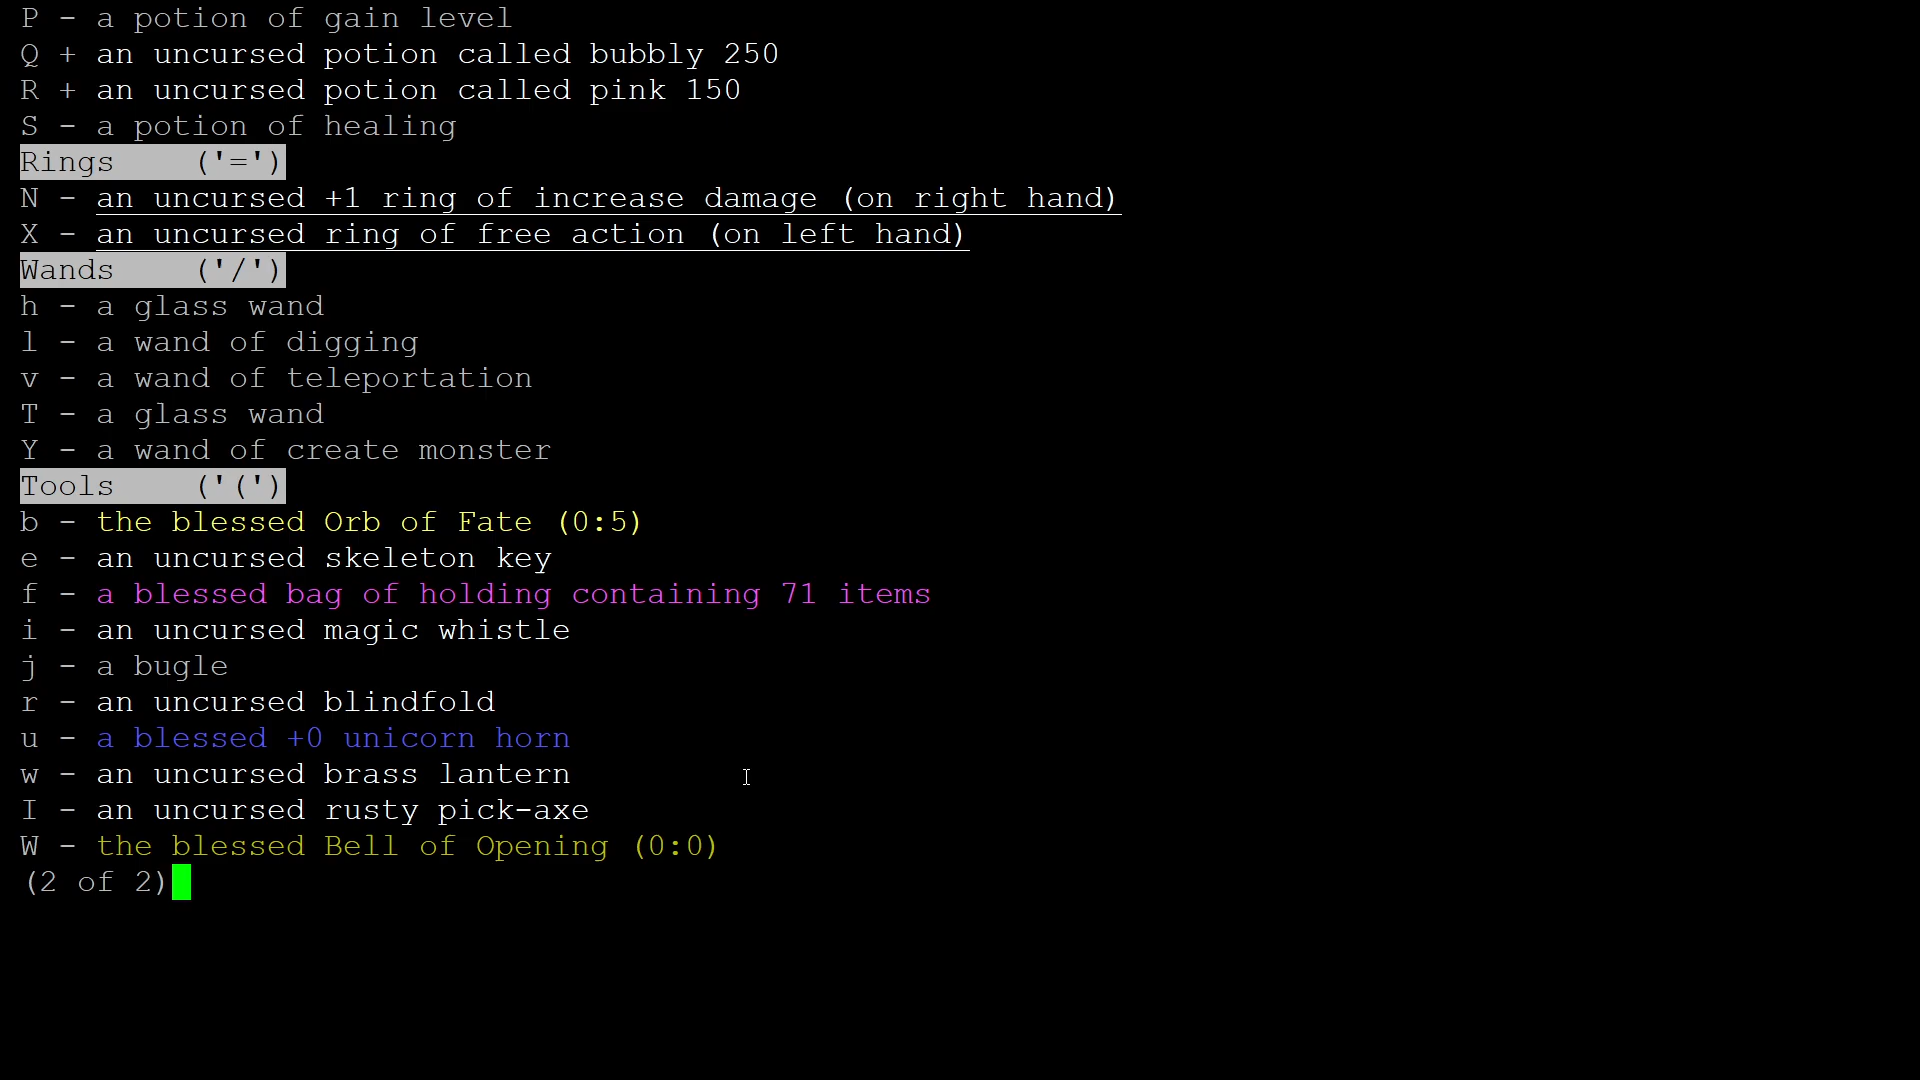 P - a potion of gain level
Q + an uncursed potion called bubbly 250
R + an uncursed potion called pink 150
S - a potion of healing
Rings    ('=')
N - an uncursed +1 ring of increase damage (on right hand)
X - an uncursed ring of free action (on left hand)
Wands    ('/')
h - a glass wand
l - a wand of digging
v - a wand of teleportation
T - a glass wand
Y - a wand of create monster
Tools    ('(')
b - the blessed Orb of Fate (0:5)
e - an uncursed skeleton key
f - a blessed bag of holding containing 71 items
i - an uncursed magic whistle
j - a bugle
r - an uncursed blindfold
u - a blessed +0 unicorn horn
w - an uncursed brass lantern
I - an uncursed rusty pick-axe
W - the blessed Bell of Opening (0:0)
(2 of 2)